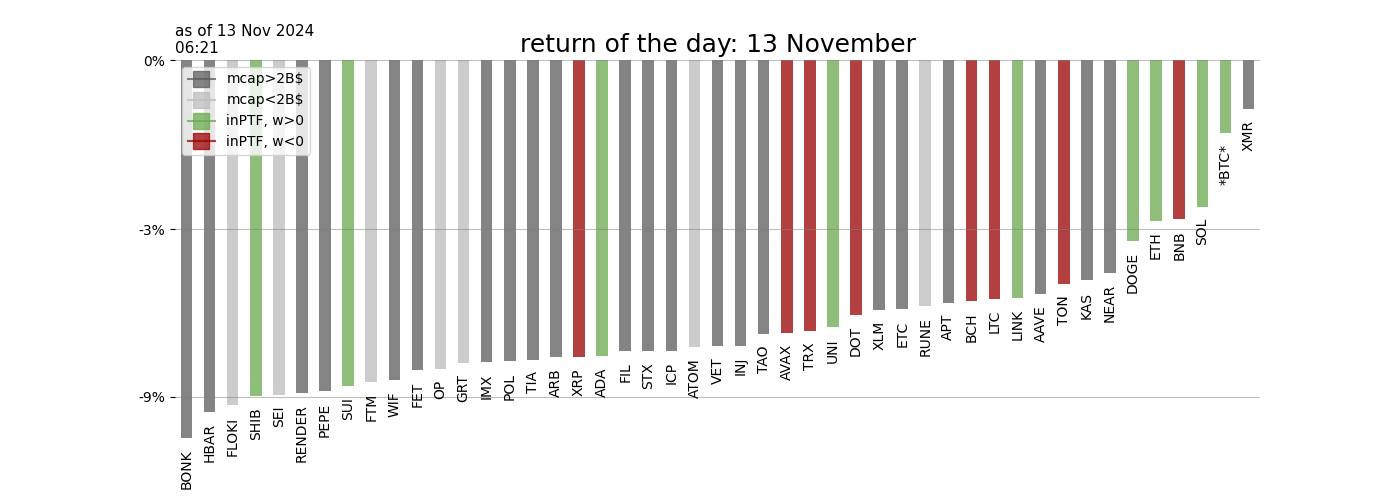 as of 13 Nov 2024
06:21
return of the day: 13 November
0%
-3%
-9%
mcap>2B$
mcap<2B$
inPTF, w>0
inPTF, w<0
BONK
HBAR
FLOKI
SHIB
SEI
RENDER
PEPE
SUI
FTM
WIF
FET
OP
GRT
IMX
POL
TIA
ARB
XRP
ADA
FIL
STX
ICP
ATOM
VET
INJ
TAO
AVAX
TRX
UNI
DOT
XLM
ETC
RUNE
APT
BCH
LTC
LINK
AAVE
TON
KAS
NEAR
DOGE
ETH
BNB
SOL
*BTC*
XMR